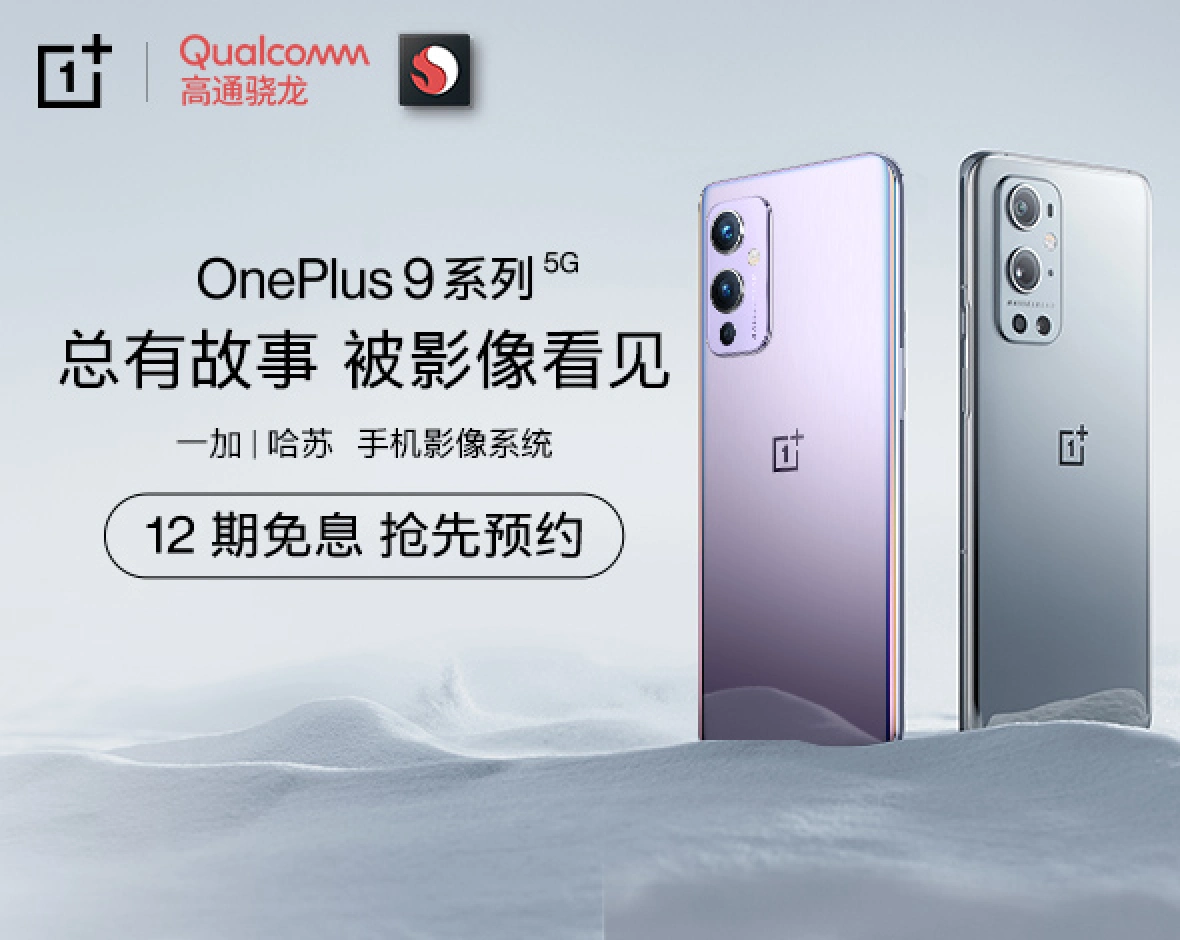 Qualcomm
高通骁龙
OnePlus 9系列 5G
总有故事 被影像看见
一加 | 哈苏 手机影像系统
12 期免息 抢先预约
HASSELBLAD